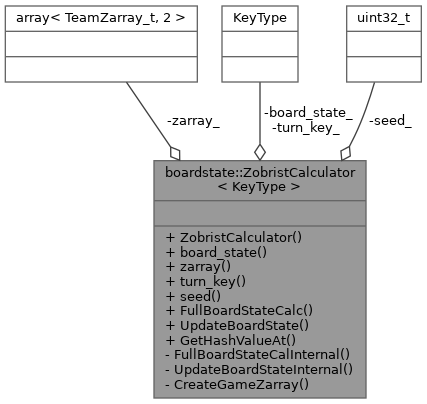 array< TeamZarray_t, 2 >
KeyType
uint32_t
-zarray_
-board_state_
-turn_key_
-seed_
boardstate::ZobristCalculator
< KeyType >
+ ZobristCalculator()
+ board_state()
+ zarray()
+ turn_key()
+ seed()
+ FullBoardStateCalc()
+ UpdateBoardState()
+ GetHashValueAt()
- FullBoardStateCalInternal()
- UpdateBoardStateInternal()
- CreateGameZarray()